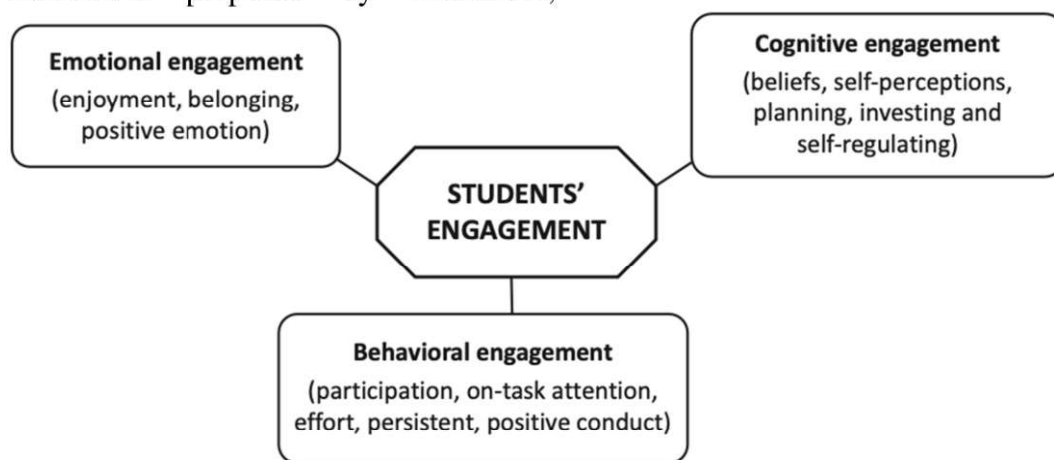 Emotional engagement
(enjoyment, belonging,
positive emotion)
Cognitive engagement
(beliefs, self-perceptions,
planning, investing and
self-regulating)
STUDENTS’
ENGAGEMENT
Behavioral engagement
(participation, on-task attention,
effort, persistent, positive conduct)